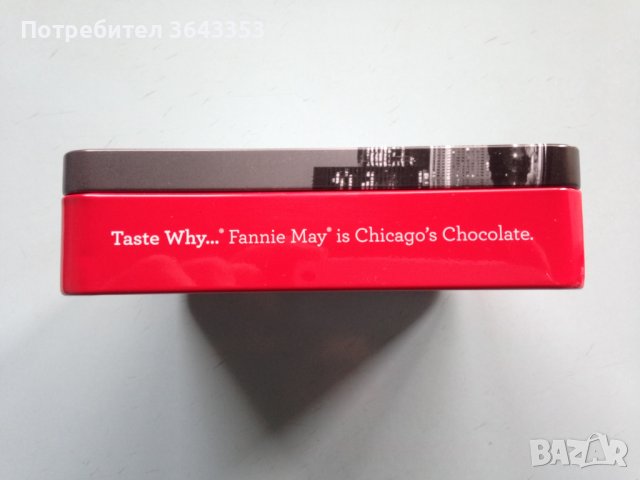 Потребител 3643353
Taste Why...® Fannie May® is Chicago's Chocolate.
BAZAR